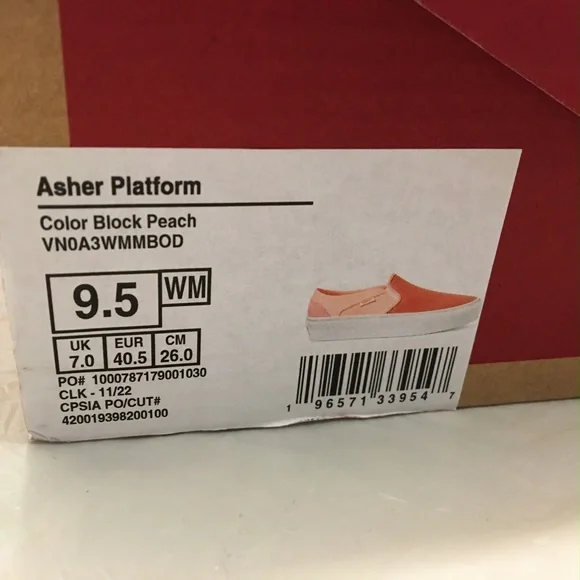 Asher Platform
Color Block Peach
VN0A3WMMBOD
9.5 WM
UK EUR CM
7.0 40.5 26.0
PO# 1000787179001030
CLK - 11/22
CPSIA PO/CUT#
420019398200100
1 96571 33954 7